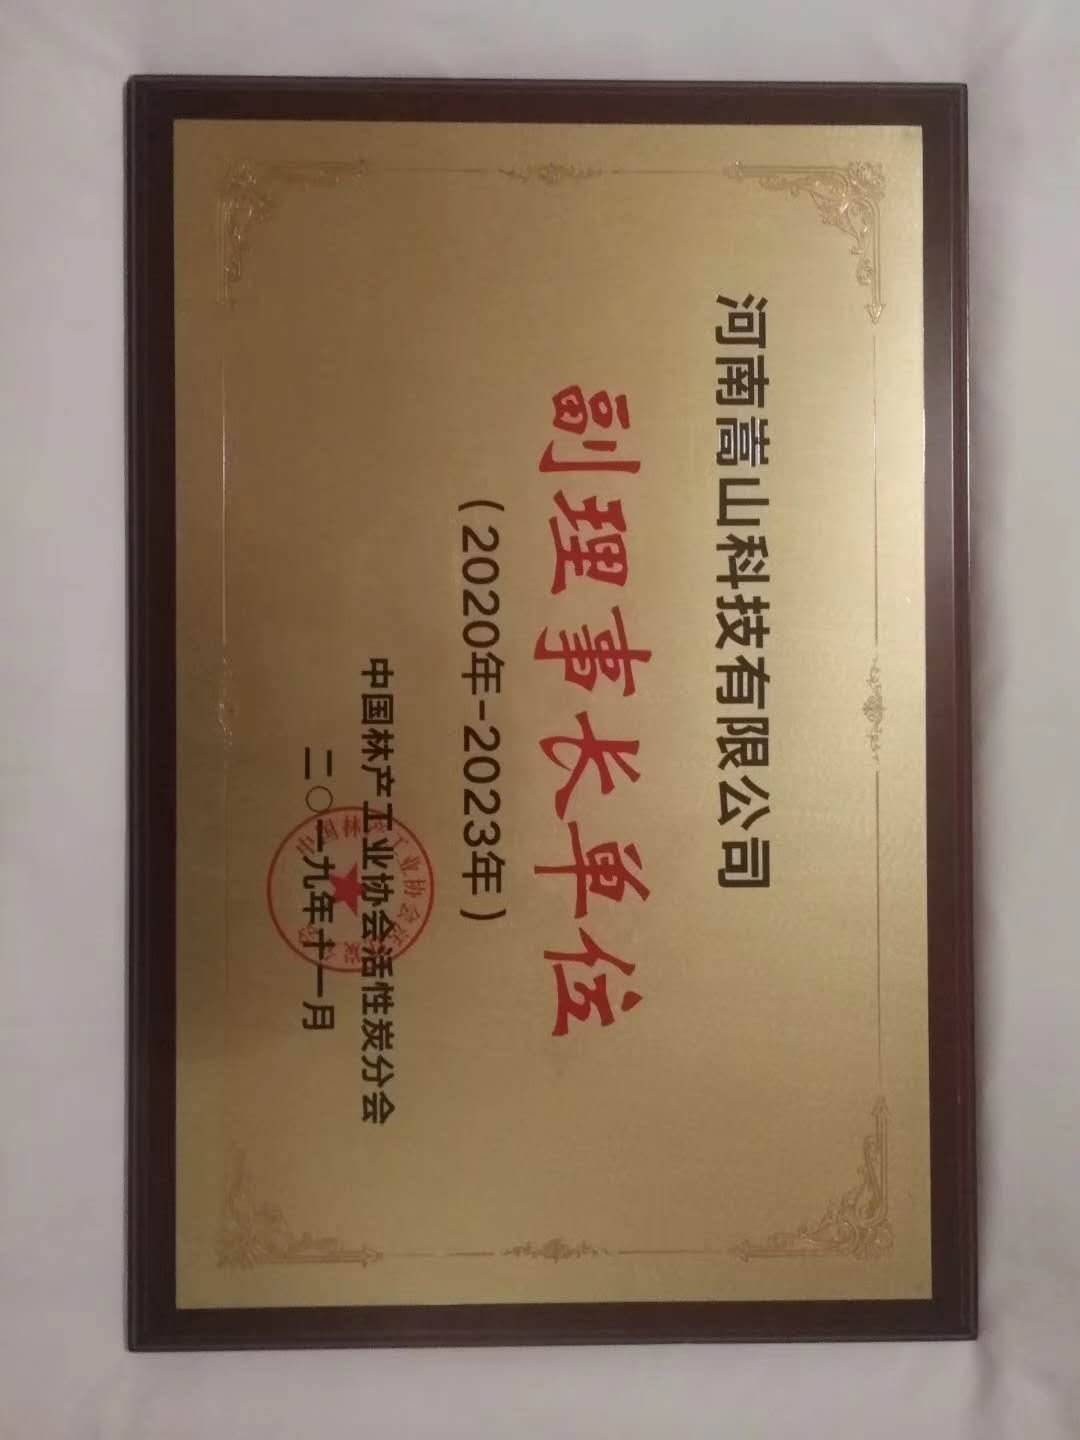 河南嵩山科技有限公司
副理事长单位
(2020年-2023年)
中国林产工业协会活性炭分会
二〇一九年十一月